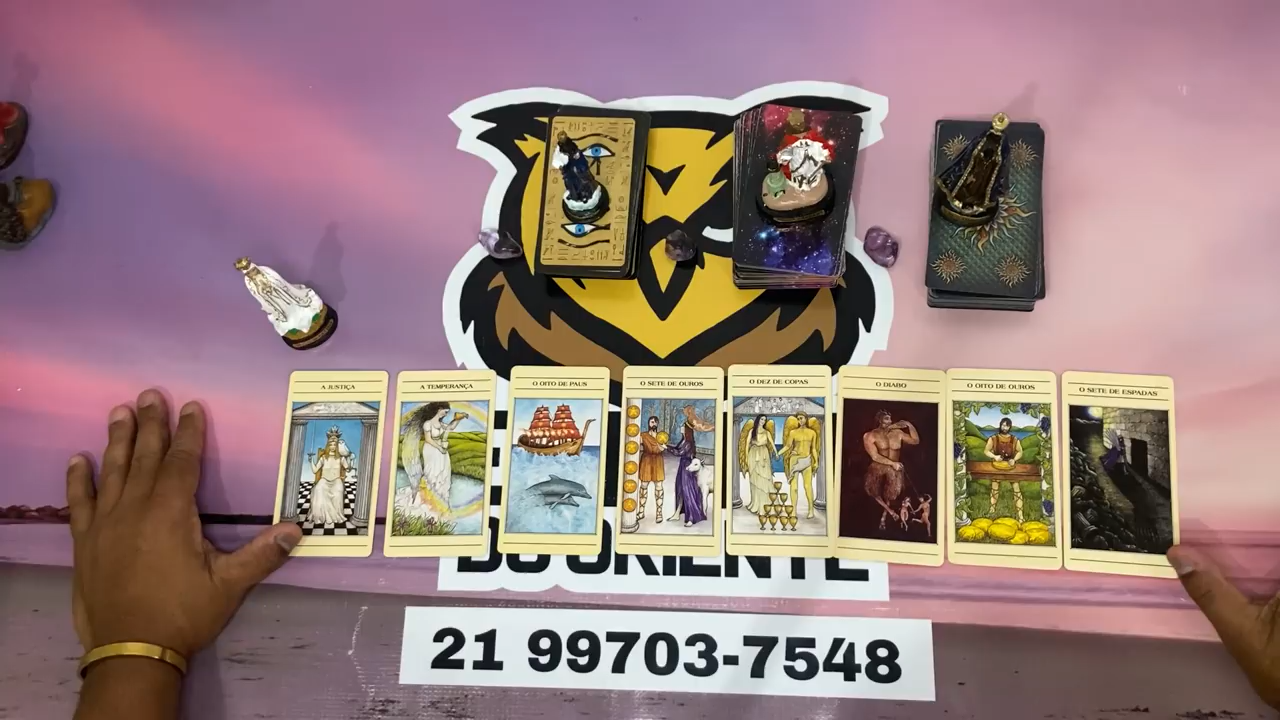 A JUSTIÇA
A TEMPERANÇA
O OITO DE PAUS
O SETE DE OUROS
O DEZ DE COPAS
O DIABO
O OITO DE OUROS
O SETE DE ESPADAS
DO ORIENTE
21 99703-7548